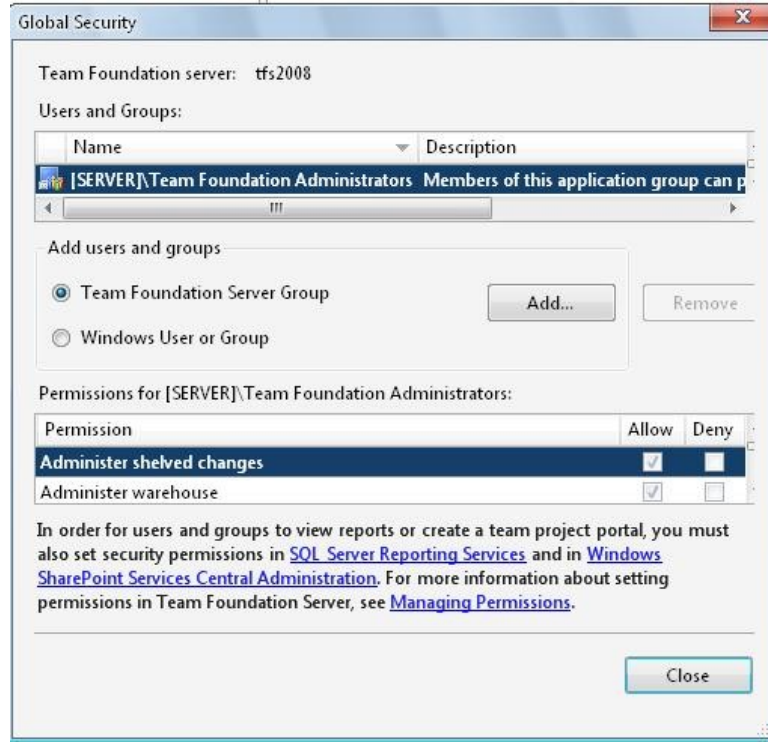 Global Security
Team Foundation server: tfs2008
Users and Groups:
Name Description
[SERVER]\Team Foundation Administrators Members of this application group can p
Add users and groups
Team Foundation Server Group
Add...
Remove
Windows User or Group
Permissions for [SERVER]\Team Foundation Administrators:
Permission Allow Deny
Administer shelved changes
Administer warehouse
In order for users and groups to view reports or create a team project portal, you must
also set security permissions in SQL Server Reporting Services and in Windows
SharePoint Services Central Administration. For more information about setting
permissions in Team Foundation Server, see Managing Permissions.
Close